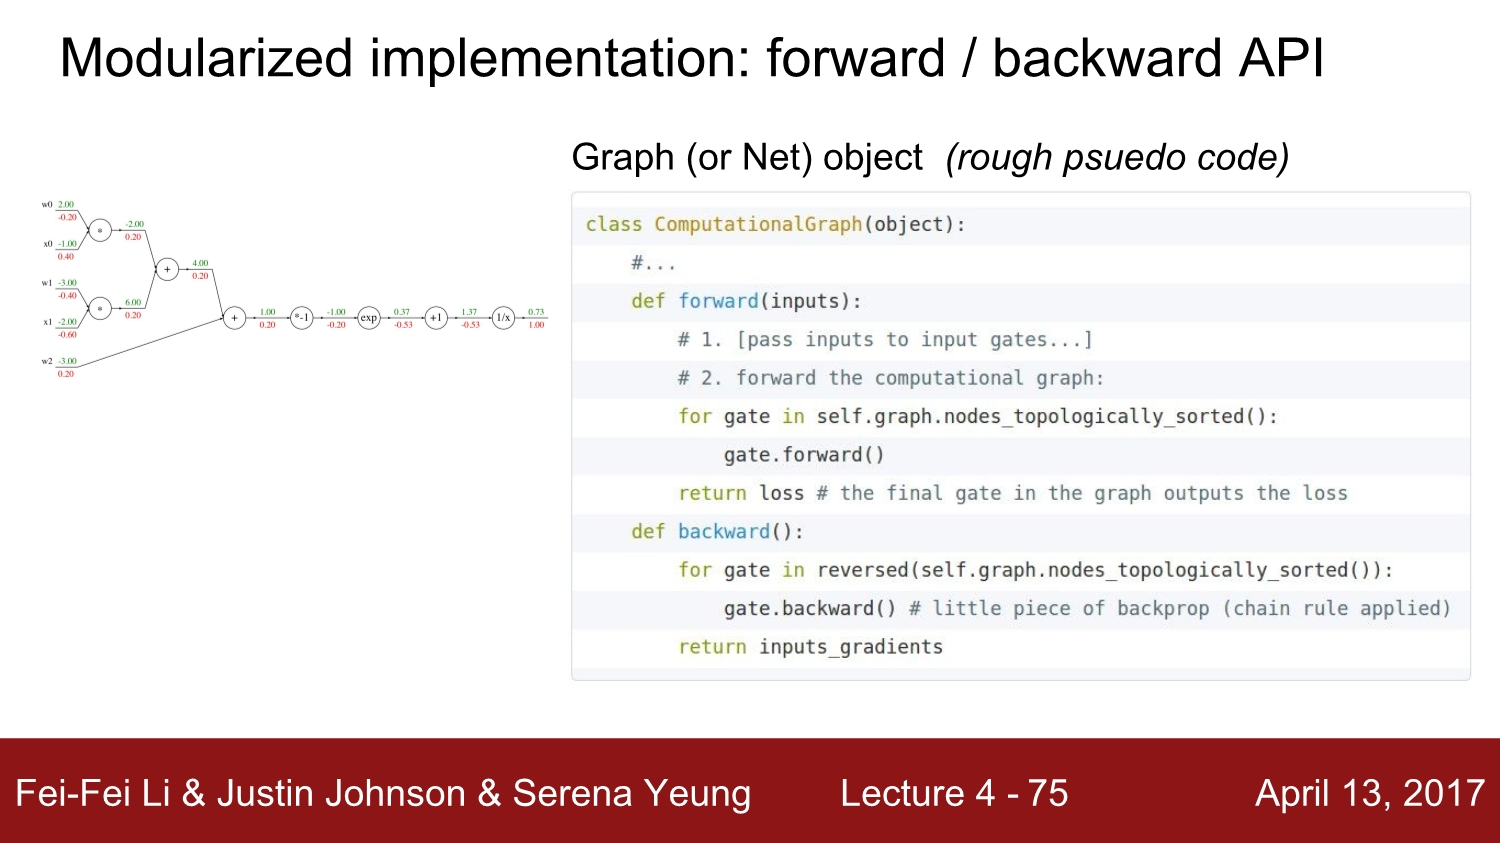 Modularized implementation: forward / backward API
Graph (or Net) object (rough psuedo code)
w0 2.00
-0.20
*
-2.00
0.20
x0 -1.00
0.40
+
4.00
0.20
w1 -3.00
-0.40
*
6.00
0.20
x1 -2.00
-0.60
w2 -3.00
0.20
+
1.00
0.20
*-1
-1.00
-0.20
exp
0.37
-0.53
+1
1.37
-0.53
1/x
0.73
1.00
class ComputationalGraph(object):
#...
def forward(inputs):
# 1. [pass inputs to input gates...]
# 2. forward the computational graph:
for gate in self.graph.nodes_topologically_sorted():
gate.forward()
return loss # the final gate in the graph outputs the loss
def backward():
for gate in reversed(self.graph.nodes_topologically_sorted()):
gate.backward() # little piece of backprop (chain rule applied)
return inputs_gradients
Fei-Fei Li & Justin Johnson & Serena Yeung Lecture 4 - 75 April 13, 2017